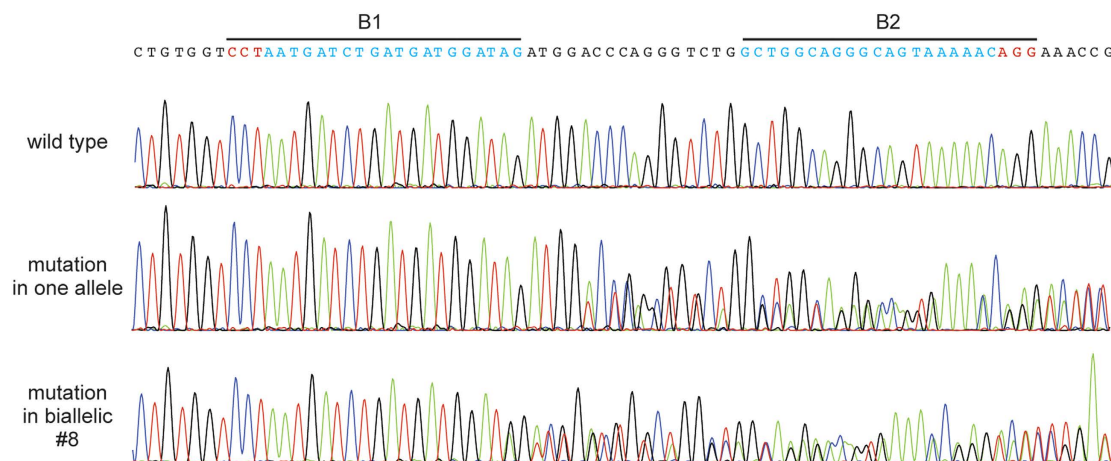 B1 B2
CTGTGGTCCTAATGATCTGATGATGGATAGATGGACCCAGGGTCTGGCTGGCAGGGCAGTAAAAACAGGAAACCG
wild type
mutation
in one allele
mutation
in biallelic
#8